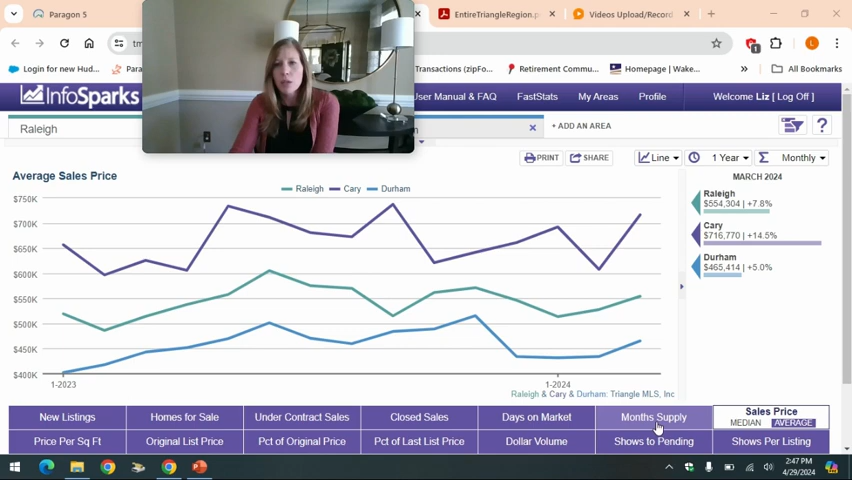 Paragon 5
EntireTriangleRegion.p
Videos Upload/Record
tm
Login for new Hud...
Para
Transactions (zipFo...
Retirement Commu...
Homepage | Wake...
All Bookmarks
InfoSparks
User Manual & FAQ
FastStats
My Areas
Profile
Welcome Liz [ Log Off ]
Raleigh
+ ADD AN AREA
PRINT
SHARE
Line
1 Year
Monthly
Average Sales Price
Raleigh
Cary
Durham
$750K
$700K
$650K
$600K
$550K
$500K
$450K
$400K
1-2023
1-2024
Raleigh & Cary & Durham: Triangle MLS, Inc
MARCH 2024
Raleigh
$554,304 | +7.8%
Cary
$716,770 | +14.5%
Durham
$465,414 | +5.0%
New Listings
Homes for Sale
Under Contract Sales
Closed Sales
Days on Market
Months Supply
Sales Price
MEDIAN AVERAGE
Price Per Sq Ft
Original List Price
Pct of Original Price
Pct of Last List Price
Dollar Volume
Shows to Pending
Shows Per Listing
2:47 PM
4/29/2024